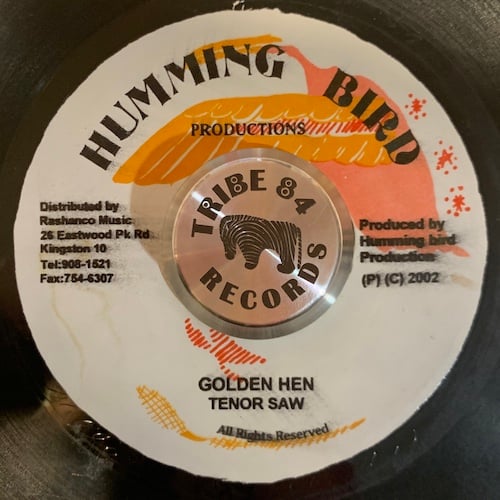 HUMMING BIRD
PRODUCTIONS
TRIBE 84
RECORDS
Distributed by
Rashanco Music
26 Eastwood Pk Rd
Kingston 10
Tel:908-1521
Fax:754-6307
Produced by
Humming bird
Production
(P) (C) 2002
GOLDEN HEN
TENOR SAW
All Rights Reserved